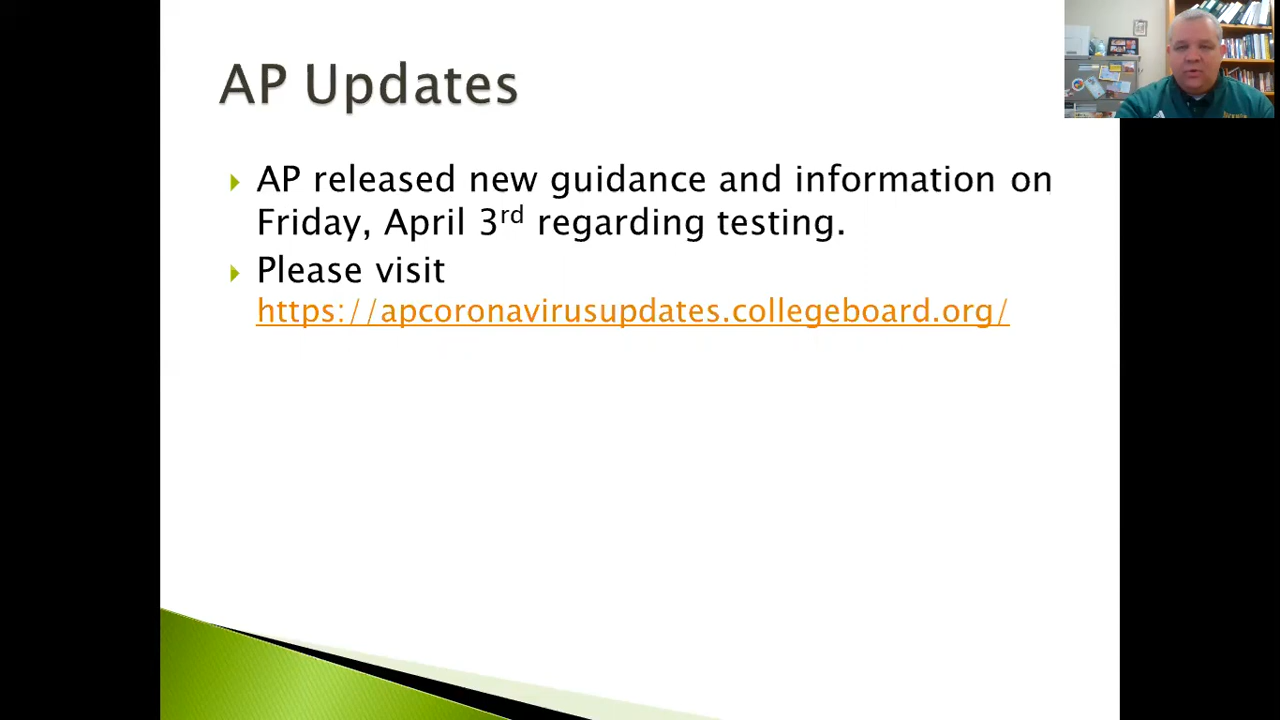 AP Updates
AP released new guidance and information on
Friday, April 3rd regarding testing.
Please visit
https://apcoronavirusupdates.collegeboard.org/